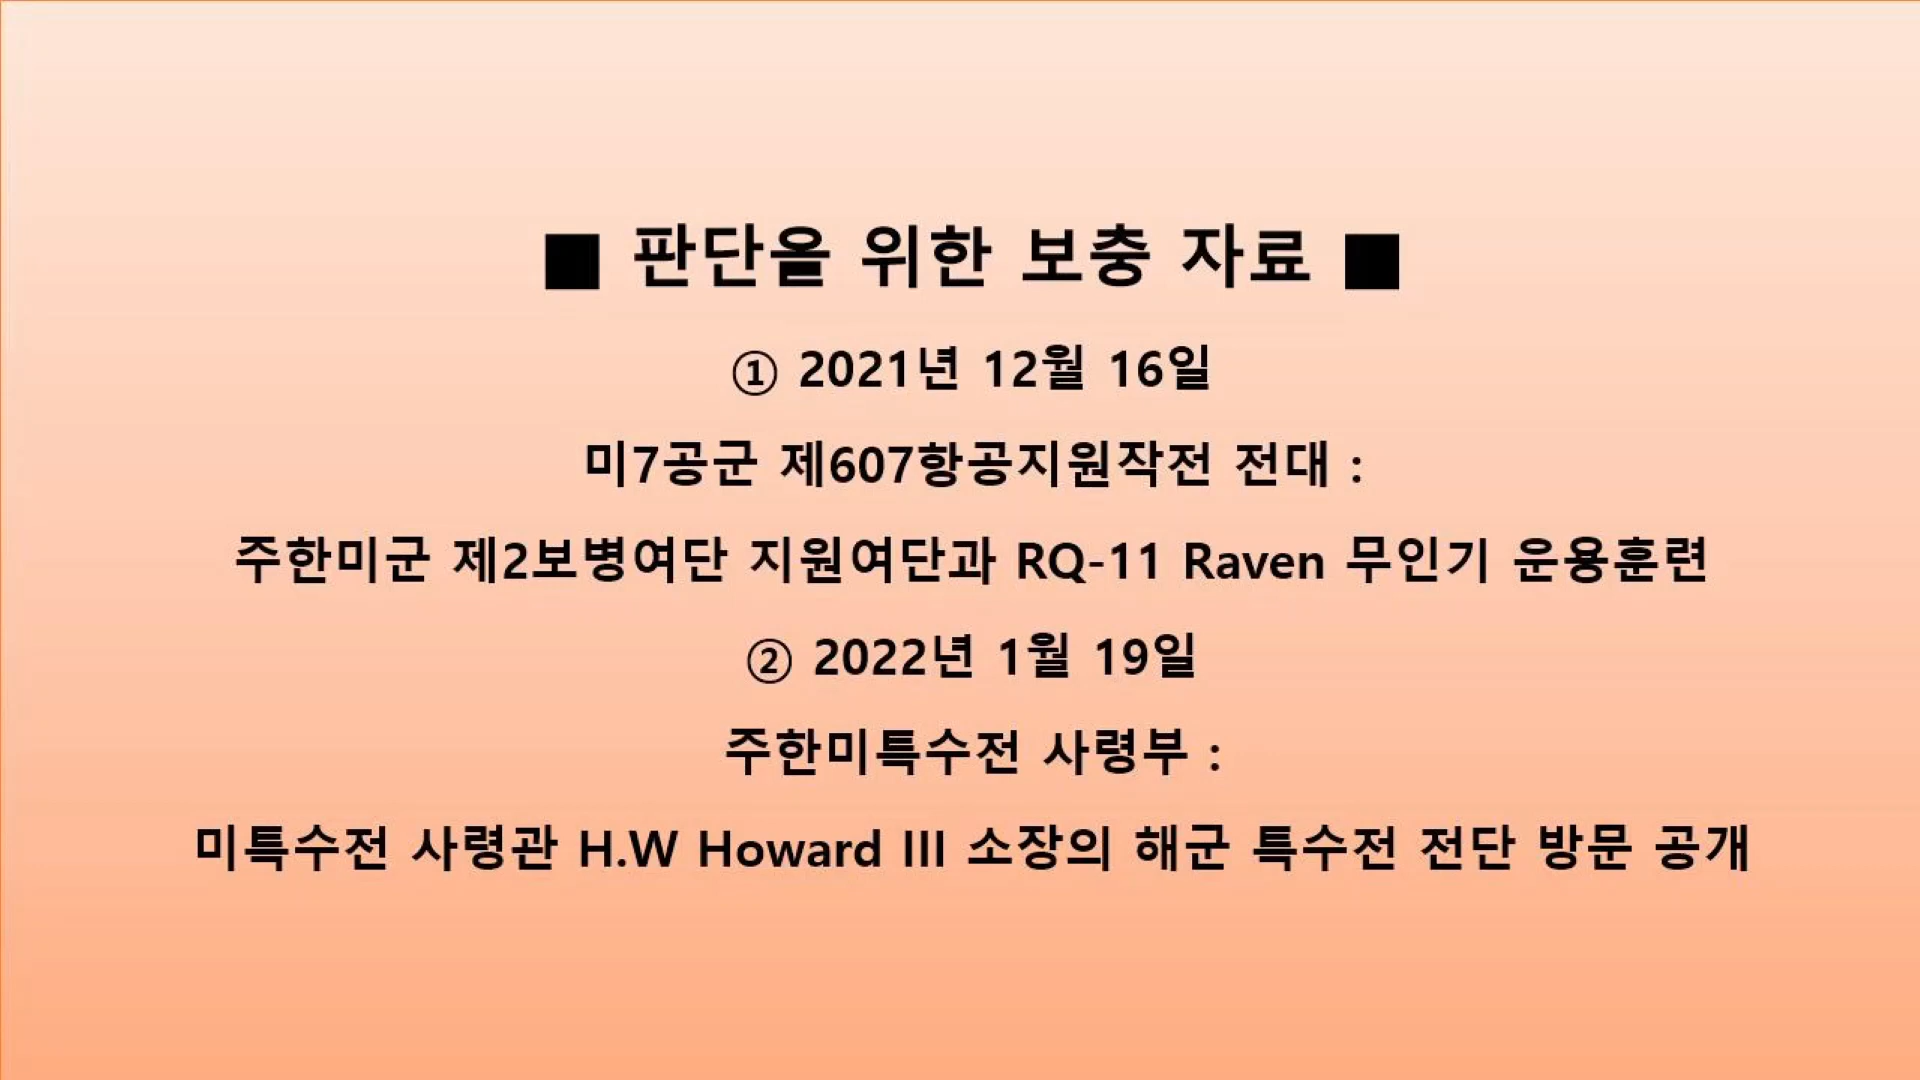 ■ 판단을 위한 보충 자료 ■
① 2021년 12월 16일
미7공군 제607항공지원작전 전대 :
주한미군 제2보병여단 지원여단과 RQ-11 Raven 무인기 운용훈련
② 2022년 1월 19일
주한미특수전 사령부 :
미특수전 사령관 H.W Howard III 소장의 해군 특수전 전단 방문 공개